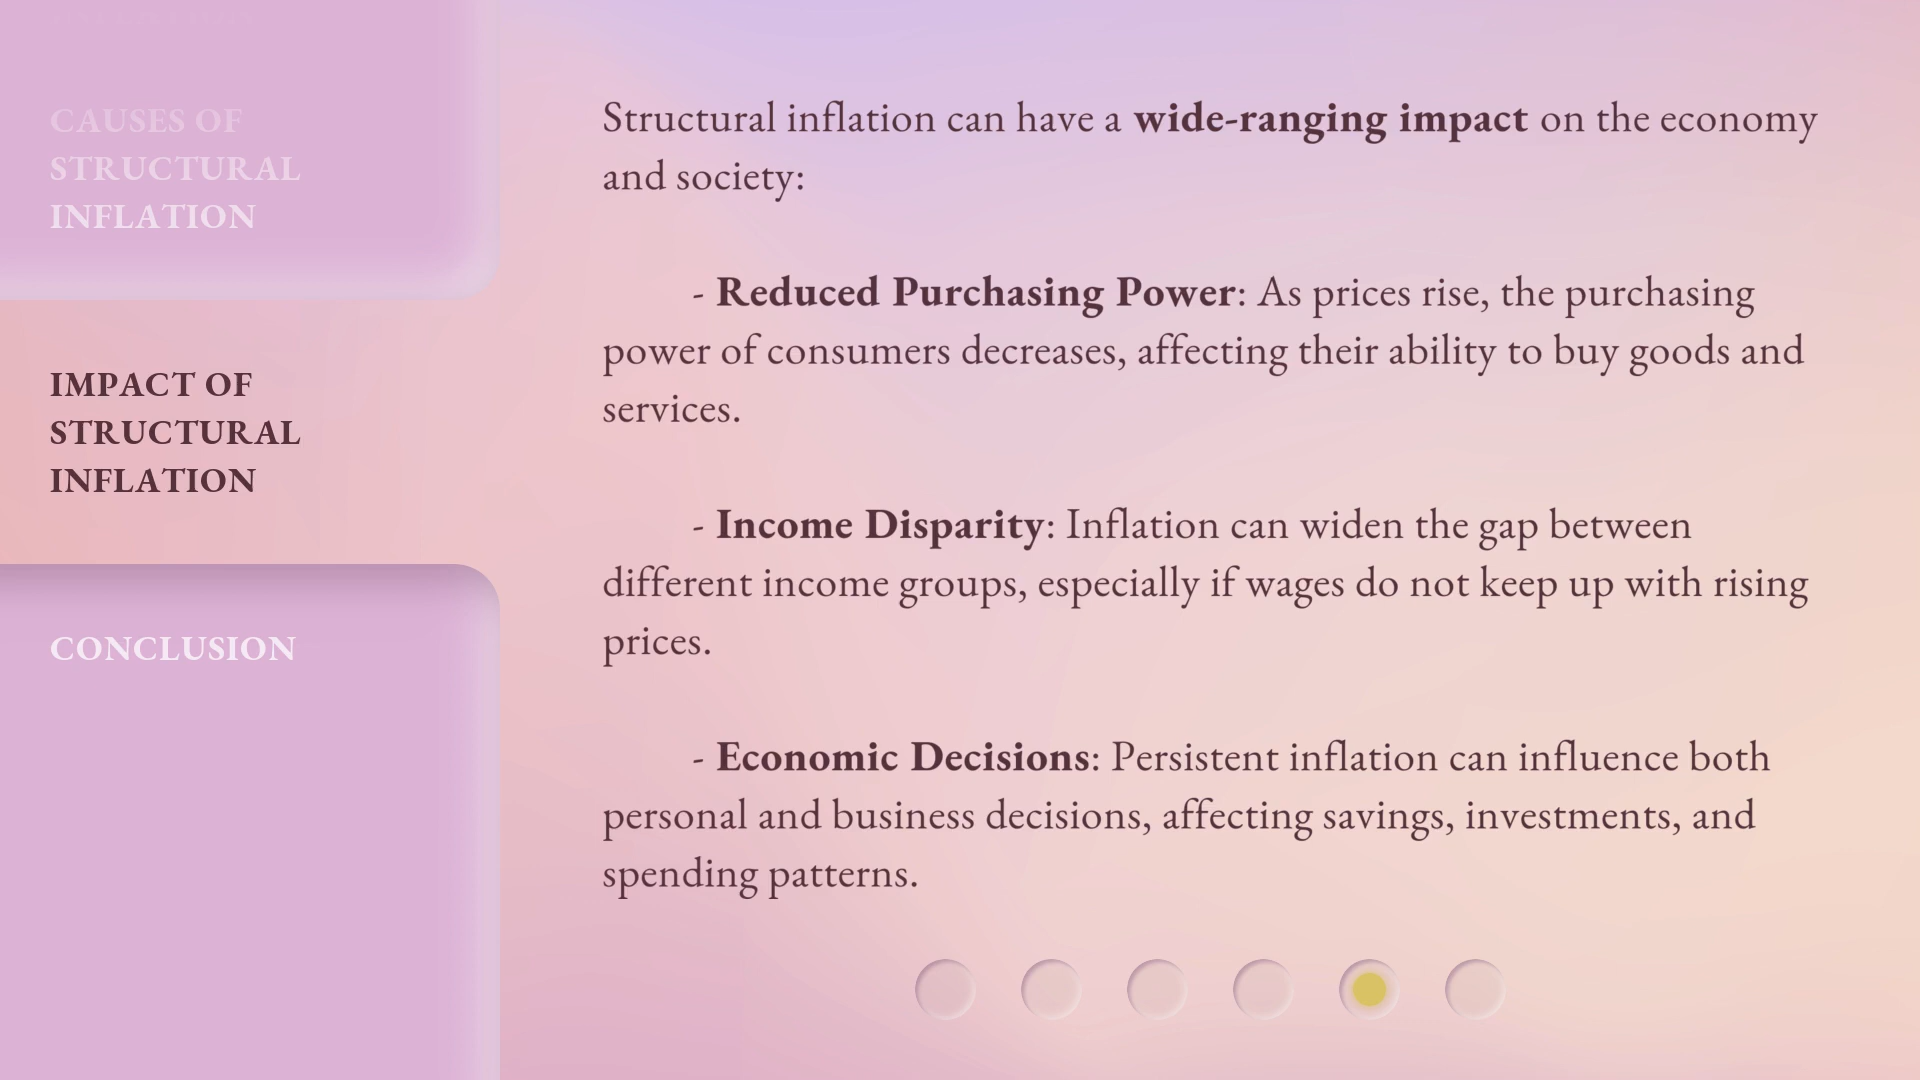 CAUSES OF
STRUCTURAL
INFLATION
IMPACT OF
STRUCTURAL
INFLATION
CONCLUSION
Structural inflation can have a wide-ranging impact on the economy
and society:
- Reduced Purchasing Power: As prices rise, the purchasing
power of consumers decreases, affecting their ability to buy goods and
services.
- Income Disparity: Inflation can widen the gap between
different income groups, especially if wages do not keep up with rising
prices.
- Economic Decisions: Persistent inflation can influence both
personal and business decisions, affecting savings, investments, and
spending patterns.